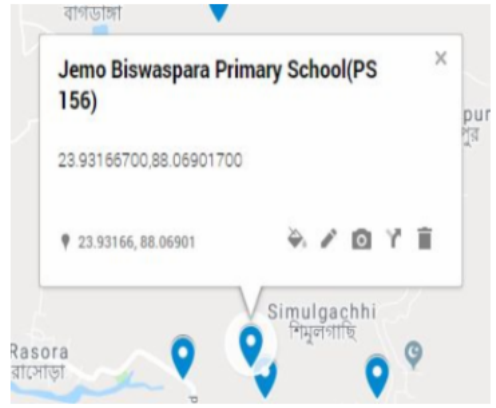 বাগডাঙ্গা
Jemo Biswaspara Primary School(PS
156)
23.93166700,88.06901700
23.93166, 88.06901
pur
পুর
Simulgachhi
শিমুলগাছি
Rasora
রাসোড়া